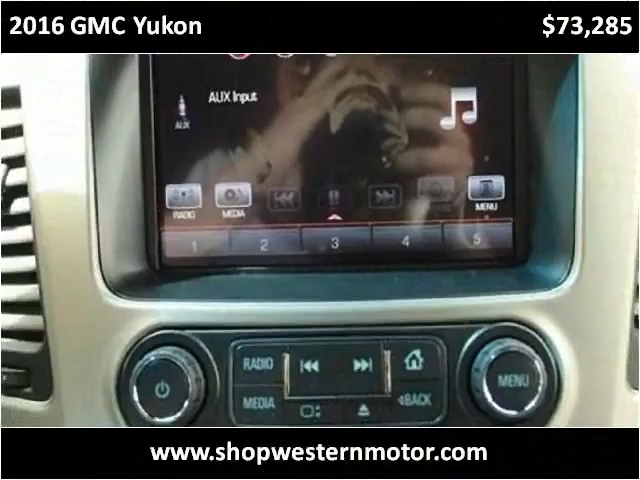 2016 GMC Yukon $73,285
AUX Input
AUX
RADIO MEDIA MENU
1 2 3 4 5
RADIO
MEDIA BACK
MENU
www.shopwesternmotor.com